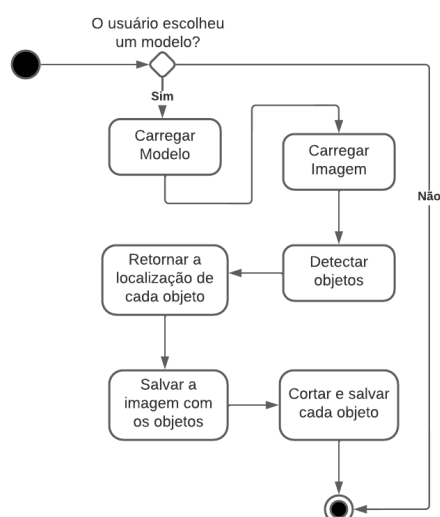 O usuário escolheu
um modelo?
Sim
Carregar
Modelo
Carregar
Imagem
Não
Retornar a
localização de
cada objeto
Detectar
objetos
Salvar a
imagem com
os objetos
Cortar e salvar
cada objeto